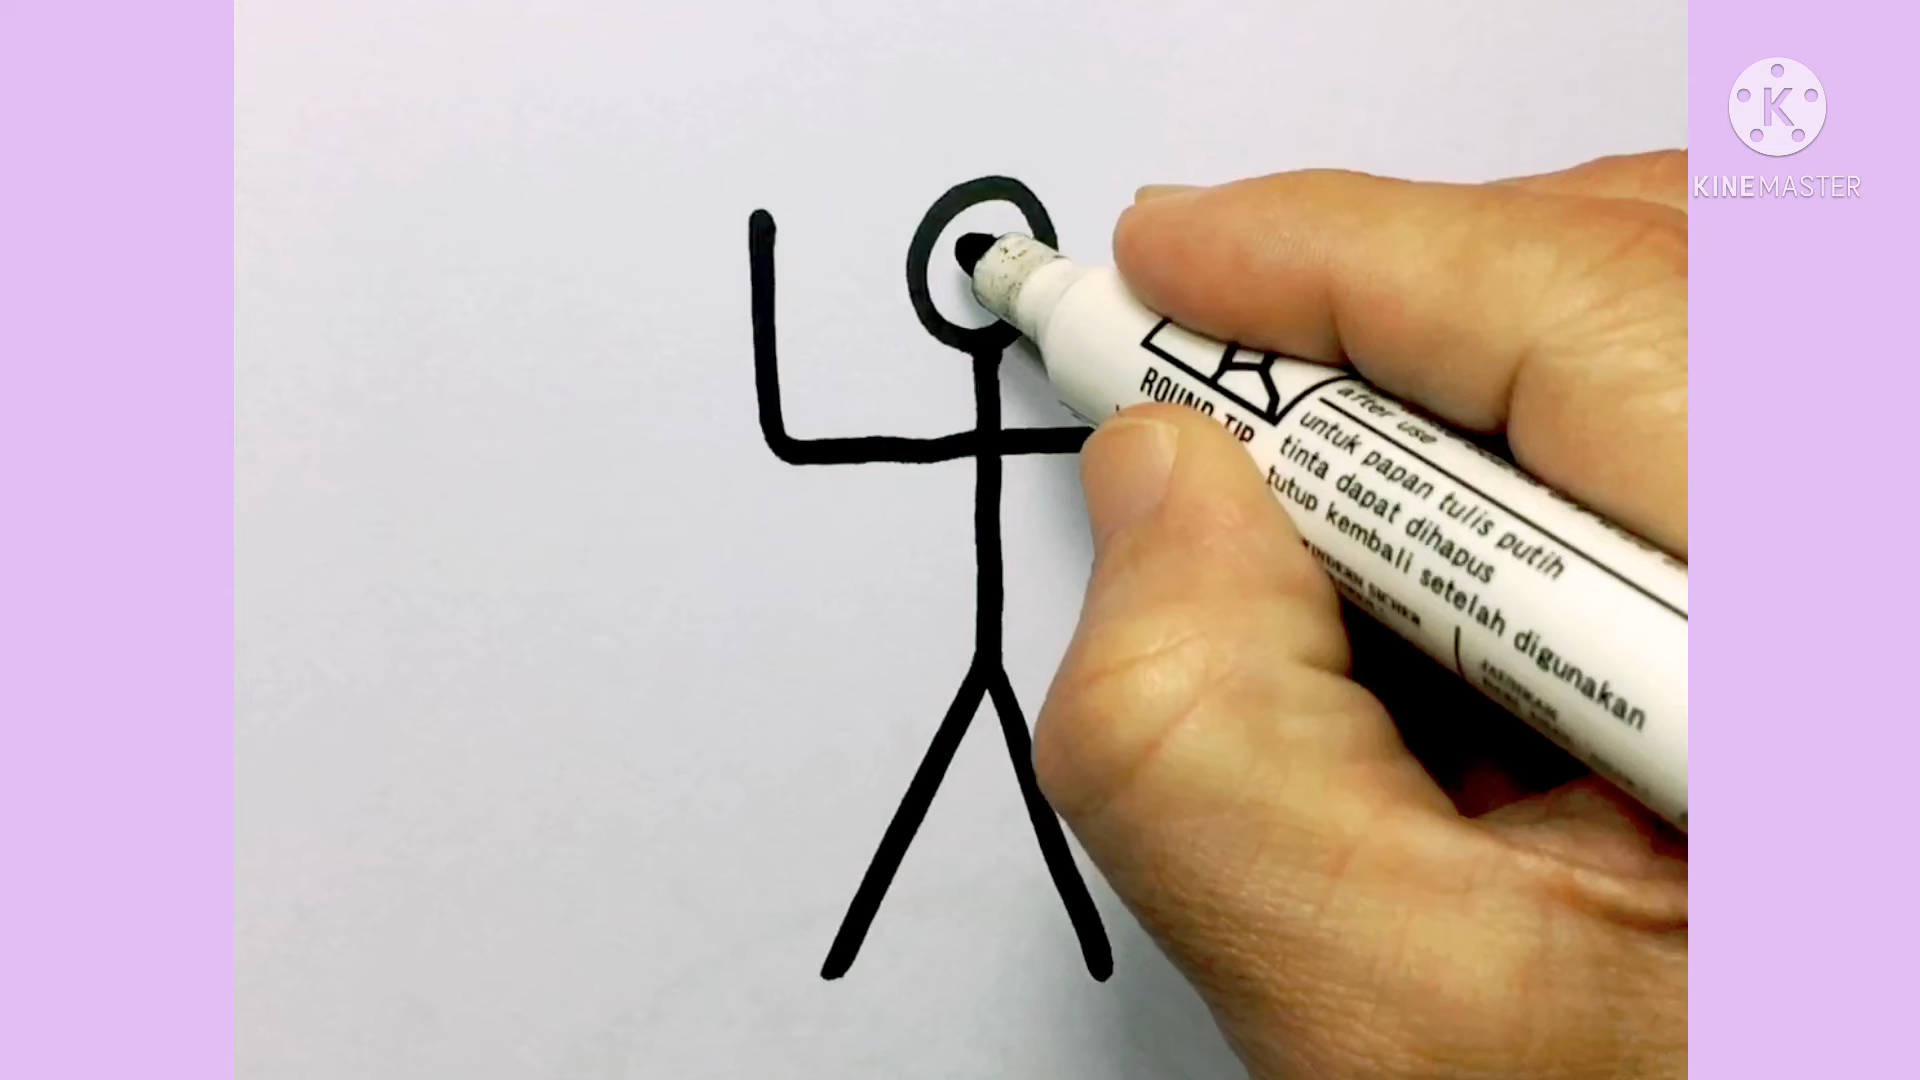 K
KINEMASTER
ROUND TIP
after use
untuk papan tulis putih
tinta dapat dihapus
tutup kembali setelah digunakan